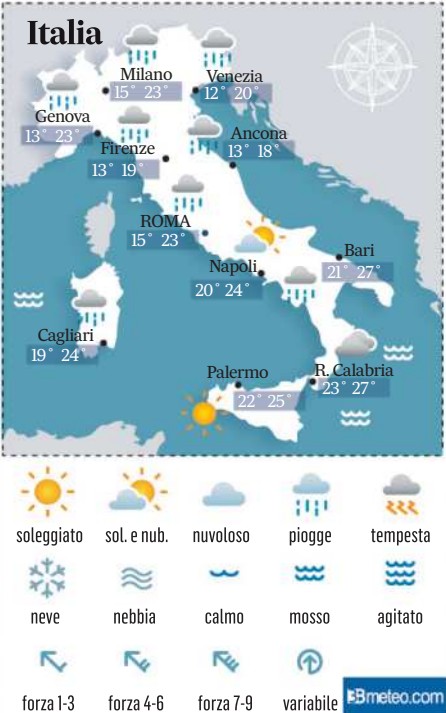 Italia
Milano
15° 23°
Venezia
12° 20°
Genova
13° 23°
Firenze
13° 19°
Ancona
13° 18°
ROMA
15° 23°
Bari
21° 27°
Napoli
20° 24°
Cagliari
19° 24°
Palermo
22° 25°
R. Calabria
23° 27°
soleggiato sol. e nub. nuvoloso piogge tempesta
neve nebbia calmo mosso agitato
forza 1-3 forza 4-6 forza 7-9 variabile
3Bmeteo.com